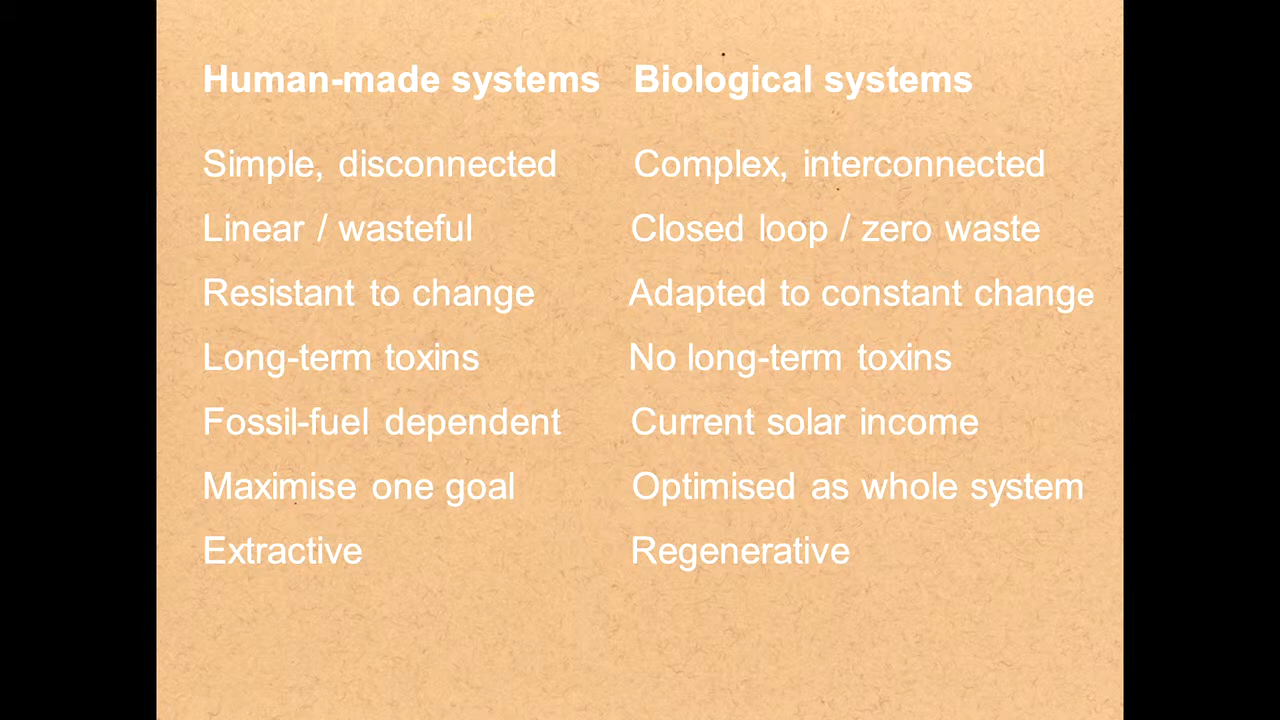 Human-made systems Biological systems
Simple, disconnected Complex, interconnected
Linear / wasteful Closed loop / zero waste
Resistant to change Adapted to constant change
Long-term toxins No long-term toxins
Fossil-fuel dependent Current solar income
Maximise one goal Optimised as whole system
Extractive Regenerative